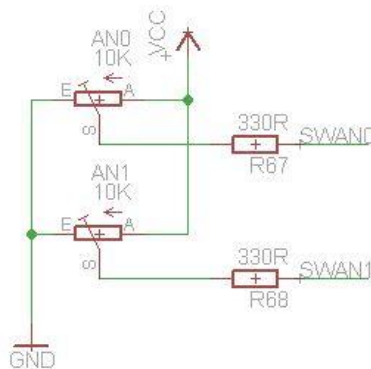 AN0
10K
+VCC
E
A
S
330R
SWAN0
R67
AN1
10K
E
A
S
330R
SWAN1
R68
GND